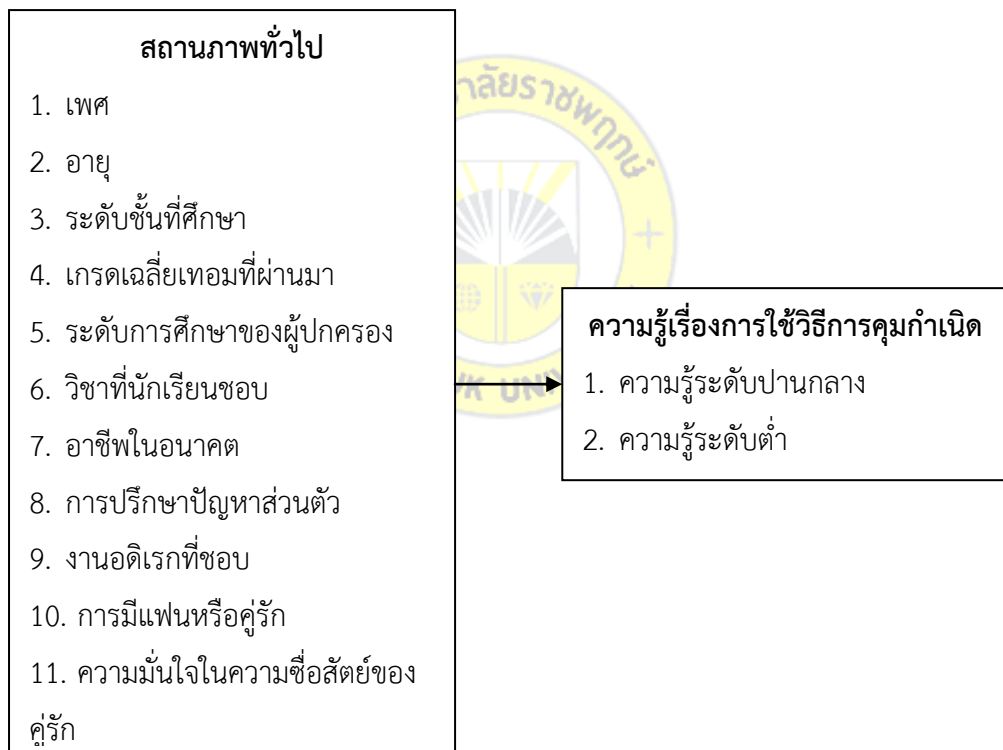 สถานภาพทั่วไป
1. เพศ
2. อายุ
3. ระดับชั้นที่ศึกษา
4. เกรดเฉลี่ยเทอมที่ผ่านมา
5. ระดับการศึกษาของผู้ปกครอง
6. วิชาที่นักเรียนชอบ
7. อาชีพในอนาคต
8. การปรึกษาปัญหาส่วนตัว
9. งานอดิเรกที่ชอบ
10. การมีแฟนหรือคู่รัก
11. ความมั่นใจในความซื่อสัตย์ของ
คู่รัก
ความรู้เรื่องการใช้วิธีการคุมกำเนิด
1. ความรู้ระดับปานกลาง
2. ความรู้ระดับต่ำ